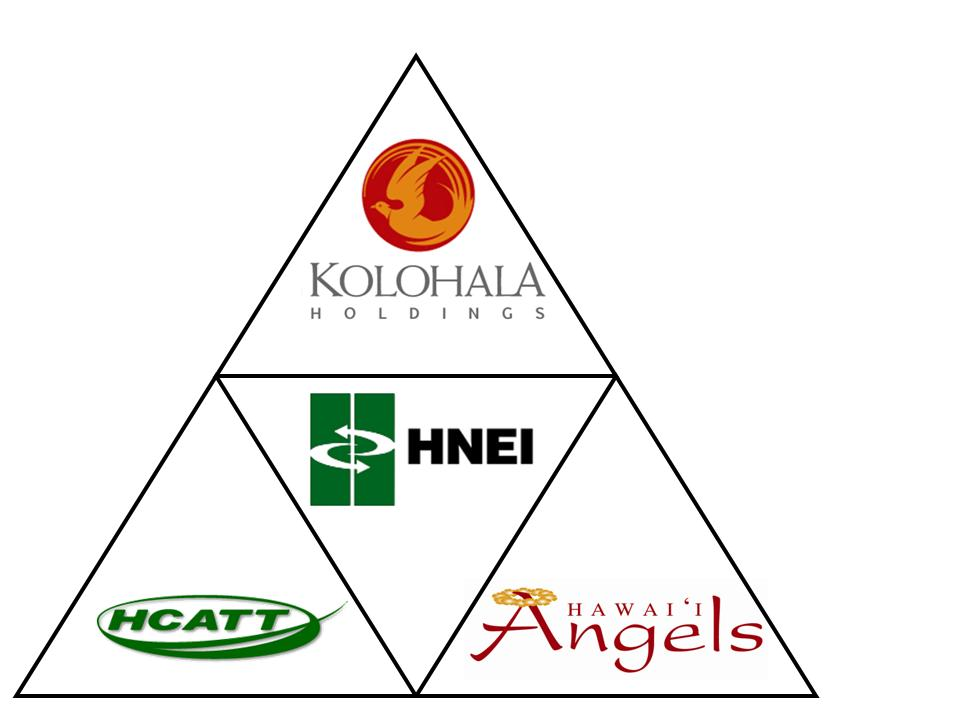 KOLOHALA
HOLDINGS
HNEI
HCATT
HAWAI‘I
Angels